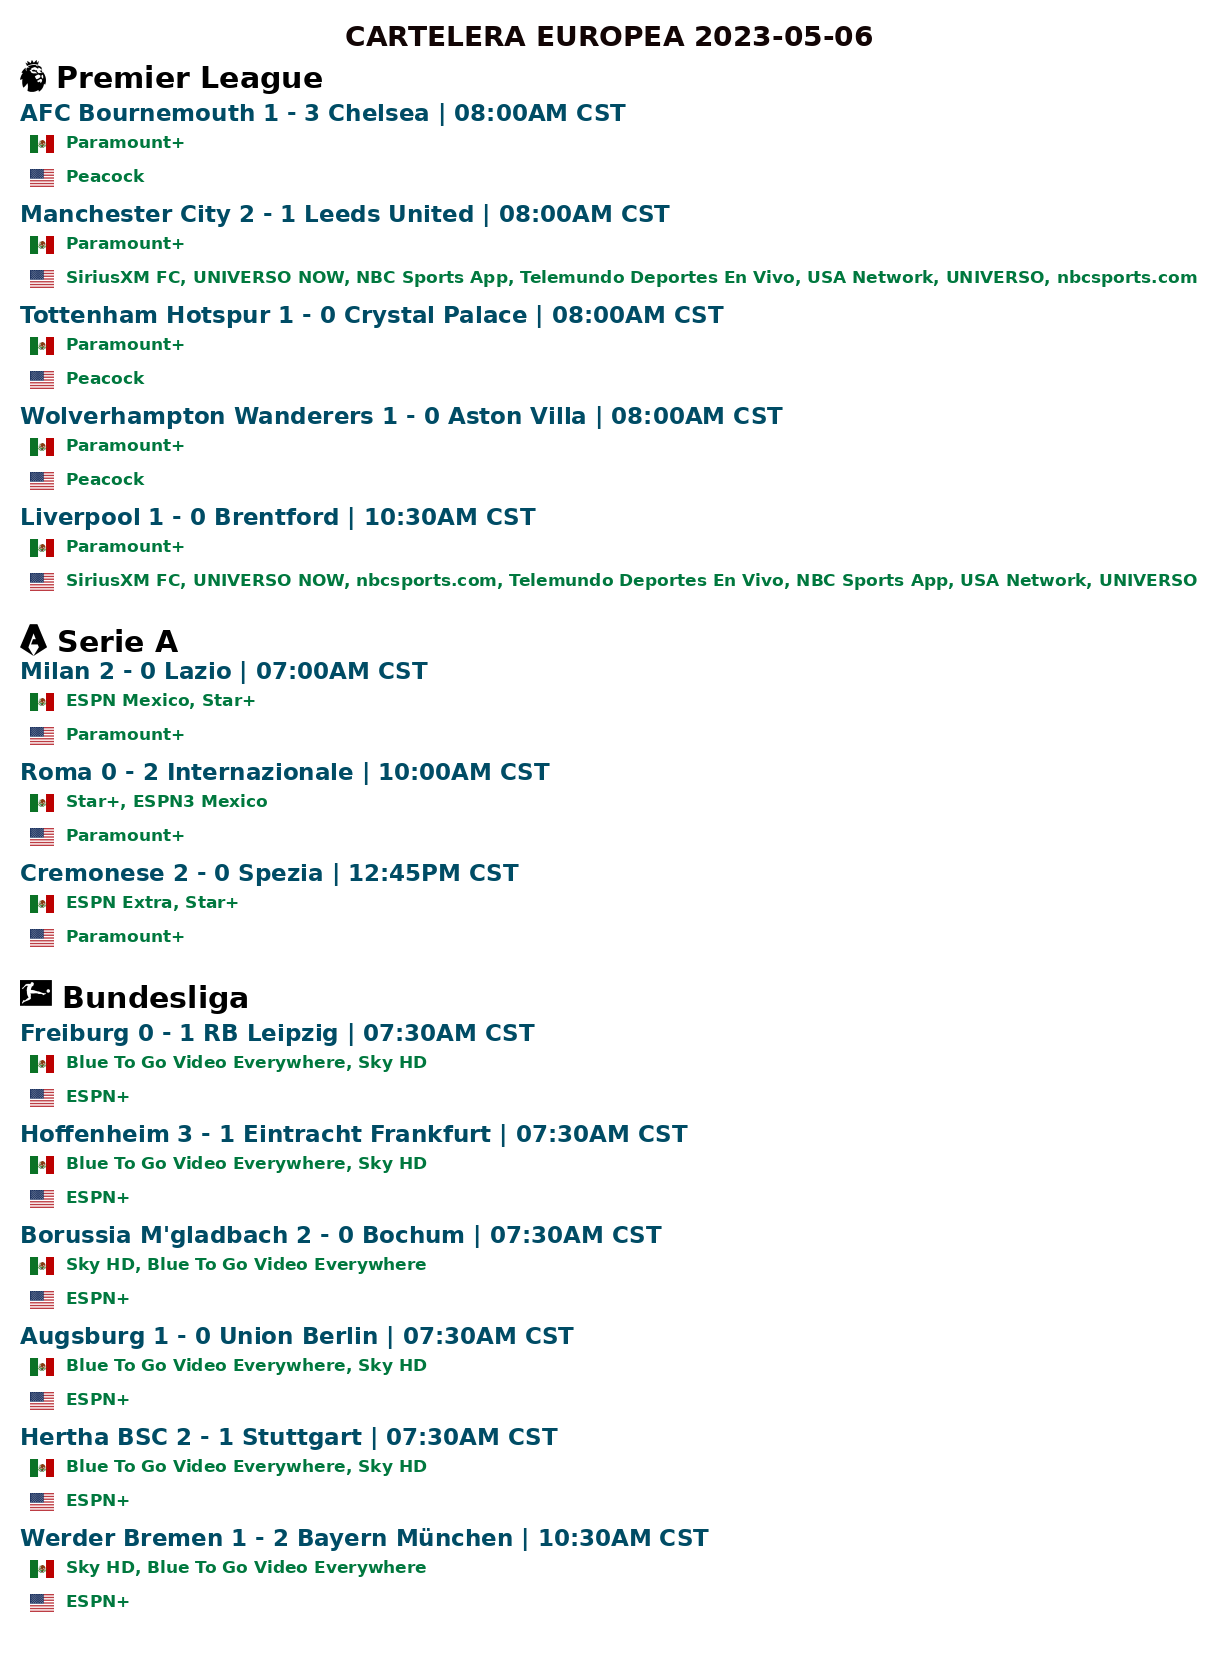 CARTELERA EUROPEA 2023-05-06
Premier League
AFC Bournemouth 1 - 3 Chelsea | 08:00AM CST
Paramount+
Peacock
Manchester City 2 - 1 Leeds United | 08:00AM CST
Paramount+
SiriusXM FC, UNIVERSO NOW, NBC Sports App, Telemundo Deportes En Vivo, USA Network, UNIVERSO, nbcsports.com
Tottenham Hotspur 1 - 0 Crystal Palace | 08:00AM CST
Paramount+
Peacock
Wolverhampton Wanderers 1 - 0 Aston Villa | 08:00AM CST
Paramount+
Peacock
Liverpool 1 - 0 Brentford | 10:30AM CST
Paramount+
SiriusXM FC, UNIVERSO NOW, nbcsports.com, Telemundo Deportes En Vivo, NBC Sports App, USA Network, UNIVERSO
Serie A
Milan 2 - 0 Lazio | 07:00AM CST
ESPN Mexico, Star+
Paramount+
Roma 0 - 2 Internazionale | 10:00AM CST
Star+, ESPN3 Mexico
Paramount+
Cremonese 2 - 0 Spezia | 12:45PM CST
ESPN Extra, Star+
Paramount+
Bundesliga
Freiburg 0 - 1 RB Leipzig | 07:30AM CST
Blue To Go Video Everywhere, Sky HD
ESPN+
Hoffenheim 3 - 1 Eintracht Frankfurt | 07:30AM CST
Blue To Go Video Everywhere, Sky HD
ESPN+
Borussia M'gladbach 2 - 0 Bochum | 07:30AM CST
Sky HD, Blue To Go Video Everywhere
ESPN+
Augsburg 1 - 0 Union Berlin | 07:30AM CST
Blue To Go Video Everywhere, Sky HD
ESPN+
Hertha BSC 2 - 1 Stuttgart | 07:30AM CST
Blue To Go Video Everywhere, Sky HD
ESPN+
Werder Bremen 1 - 2 Bayern München | 10:30AM CST
Sky HD, Blue To Go Video Everywhere
ESPN+